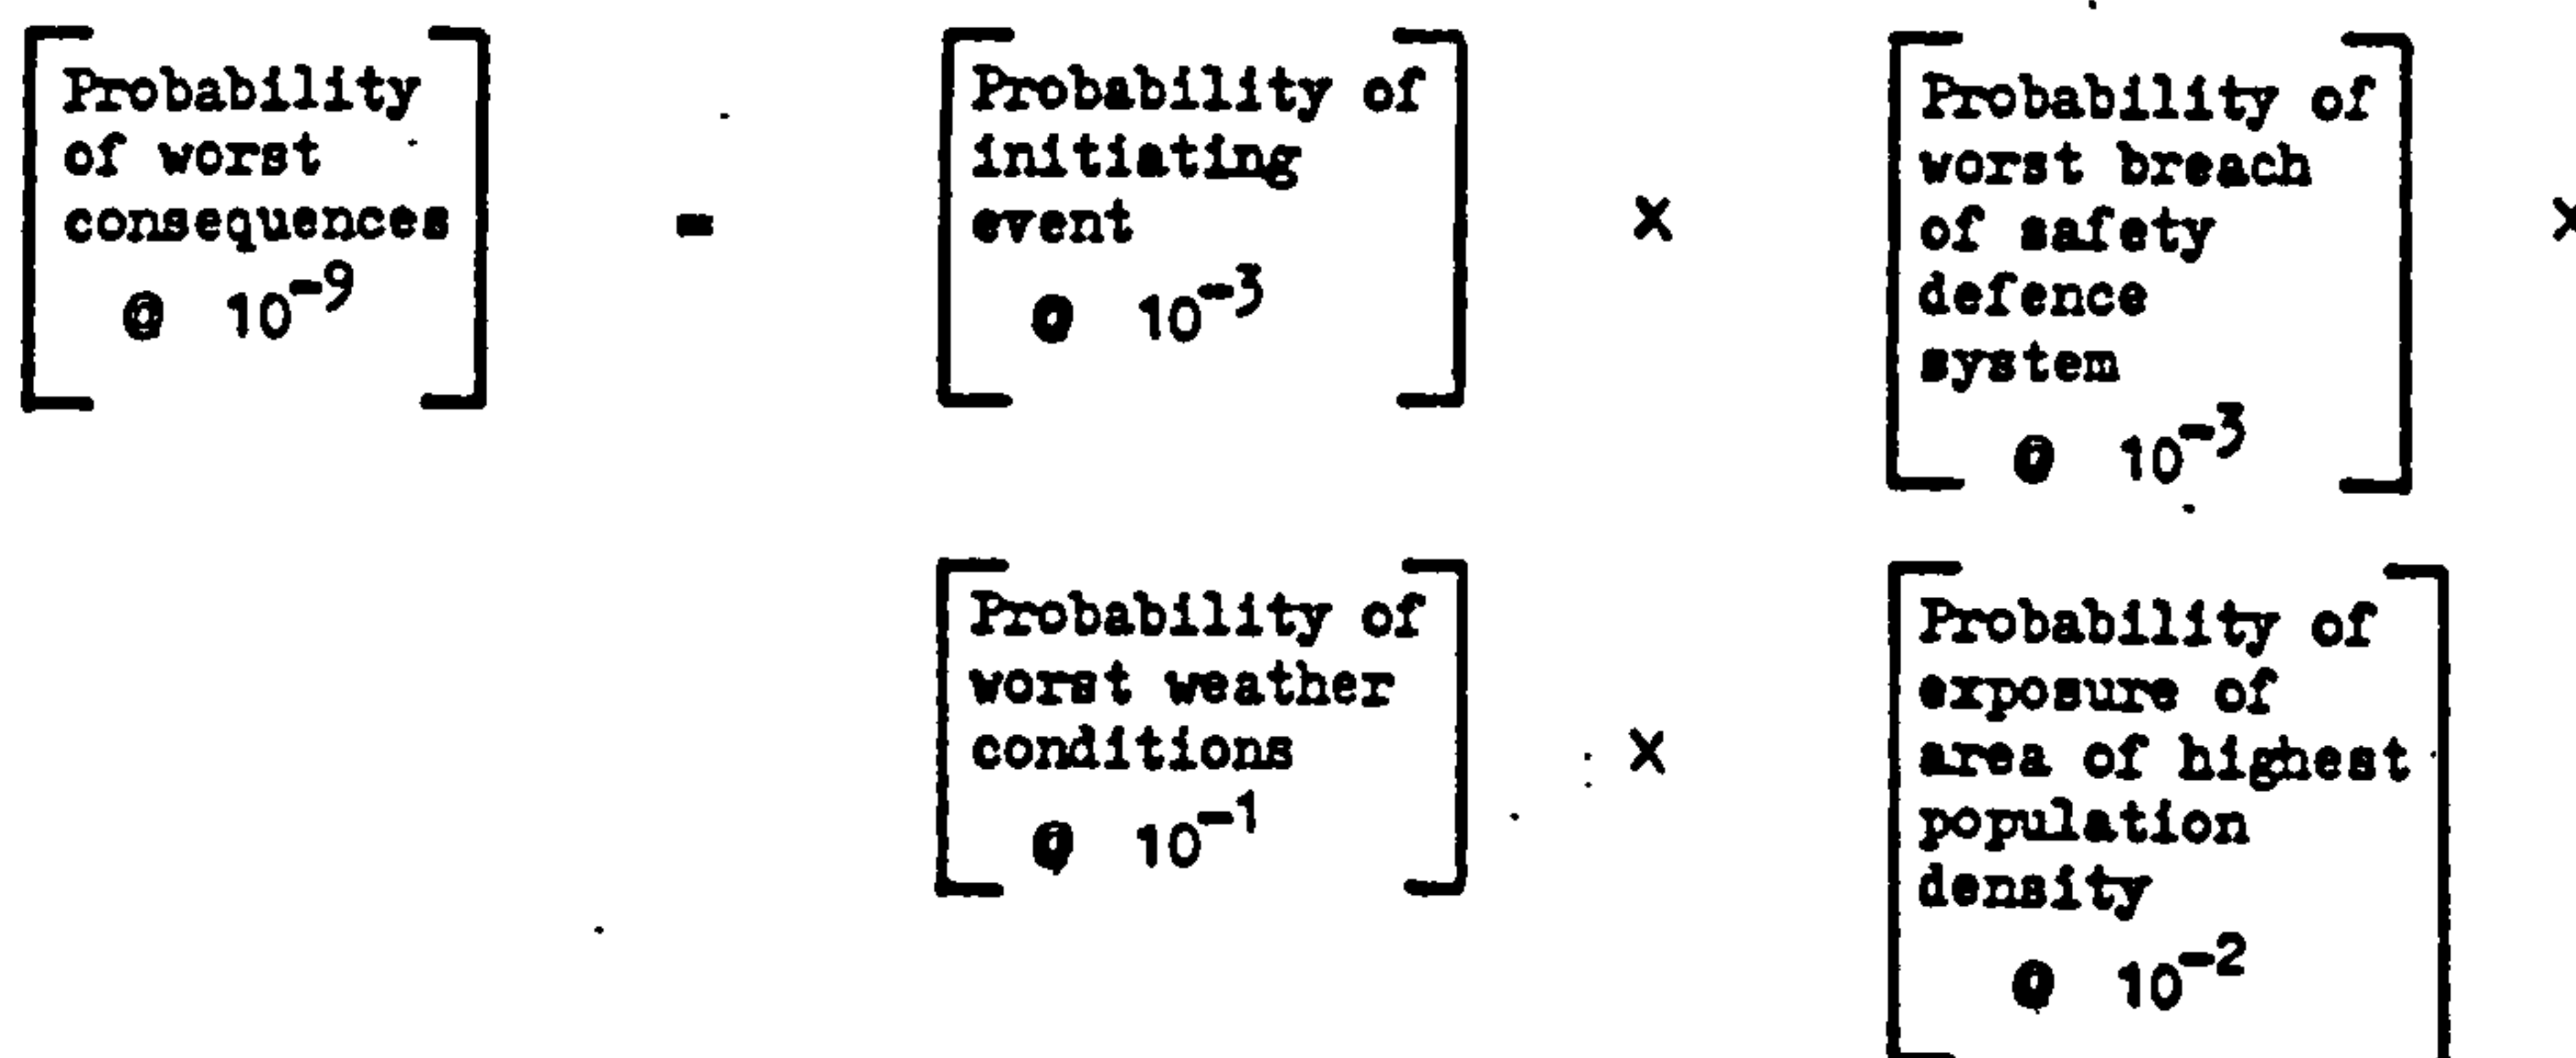 Probability
of worst
consequences
@ 10⁻⁹
=
Probability of
initiating
event
@ 10⁻³
x
Probability of
worst breach
of safety
defence
system
@ 10⁻³
x
Probability of
worst weather
conditions
@ 10⁻¹
x
Probability of
exposure of
area of highest
population
density
@ 10⁻²